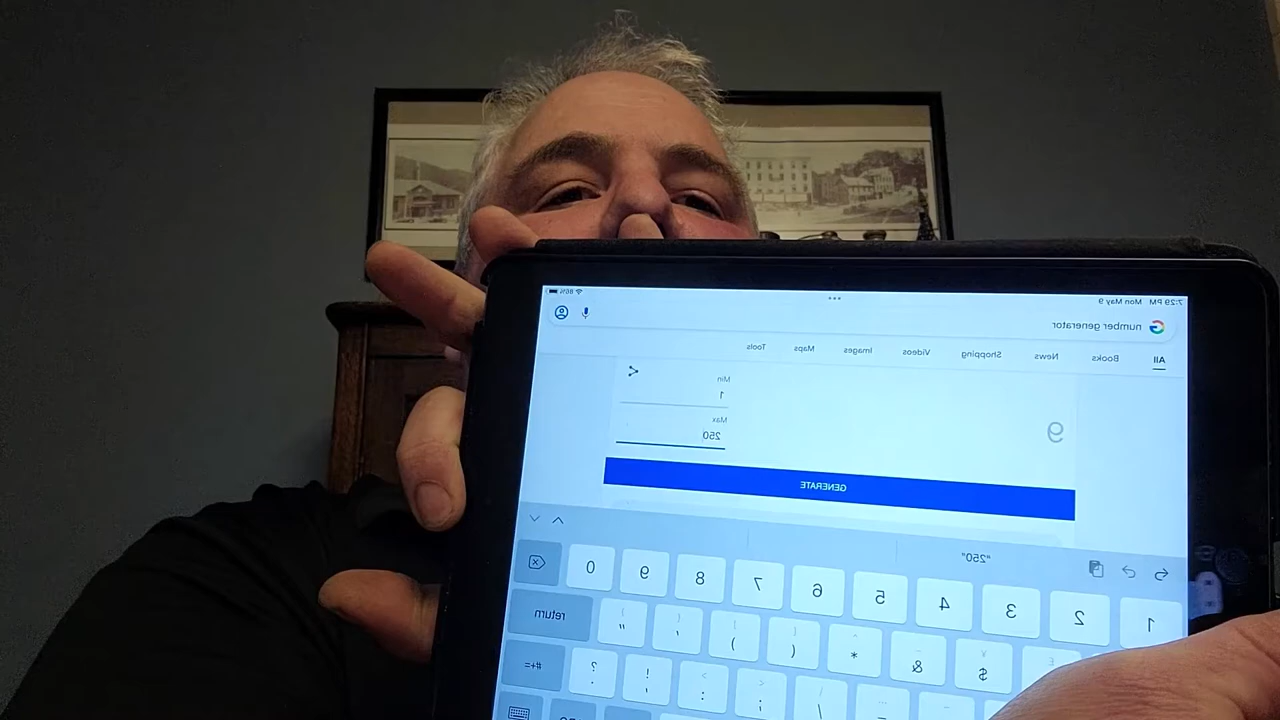 7:29 PM Mon May 9
86%
number generator
All Books News Shopping Videos Images Maps Tools
Min
1
Max
250
9
GENERATE
"250"
1 2 3 4 5 6 7 8 9 0
$ & * ( ) ' "
return
#+=
/ ; : ! ?